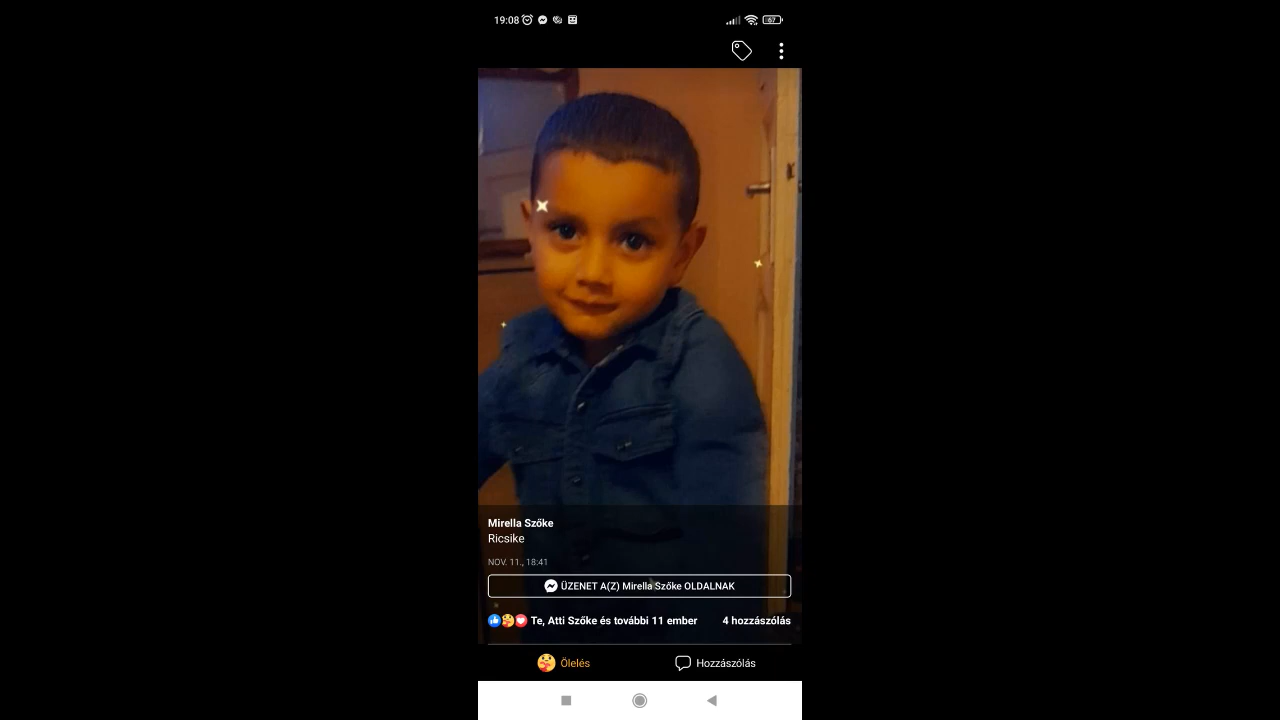 19:08
67
Mirella Szőke
Ricsike
NOV. 11., 18:41
ÜZENET A(Z) Mirella Szőke OLDALNAK
Te, Atti Szőke és további 11 ember 4 hozzászólás
Ölelés Hozzászólás